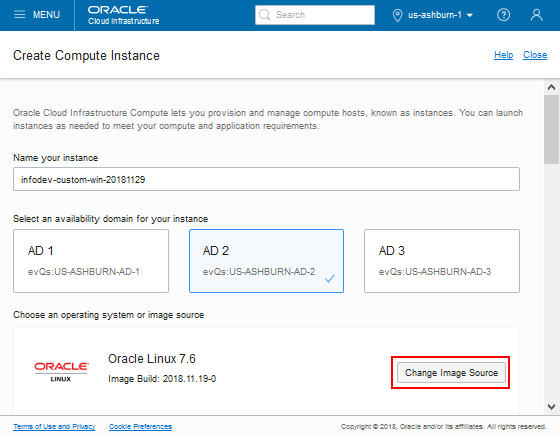 MENU
ORACLE
Cloud Infrastructure
Search
us-ashburn-1
Create Compute Instance
Help
Close
Oracle Cloud Infrastructure Compute lets you provision and manage compute hosts, known as instances. You can launch
instances as needed to meet your compute and application requirements.
Name your instance
infodev-custom-win-20181129
Select an availability domain for your instance
AD 1
evQs:US-ASHBURN-AD-1
AD 2
evQs:US-ASHBURN-AD-2
AD 3
evQs:US-ASHBURN-AD-3
Choose an operating system or image source
ORACLE
LINUX
Oracle Linux 7.6
Image Build: 2018.11.19-0
Change Image Source
Terms of Use and Privacy
Cookie Preferences
Copyright © 2018, Oracle and/or its affiliates. All rights reserved.